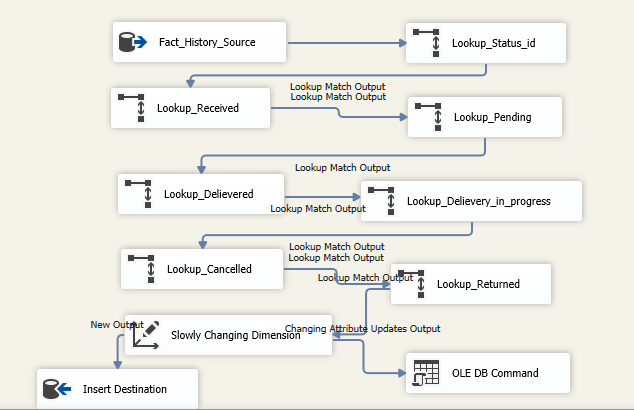 Fact_History_Source
Lookup_Status_id
Lookup Match Output
Lookup Match Output
Lookup_Received
Lookup_Pending
Lookup Match Output
Lookup_Delievered
Lookup_Delievery_in_progress
Lookup Match Output
Lookup Match Output
Lookup Match Output
Lookup_Cancelled
Lookup Match Output
Lookup_Returned
New Output
Slowly Changing Dimension
Changing Attribute Updates Output
OLE DB Command
Insert Destination